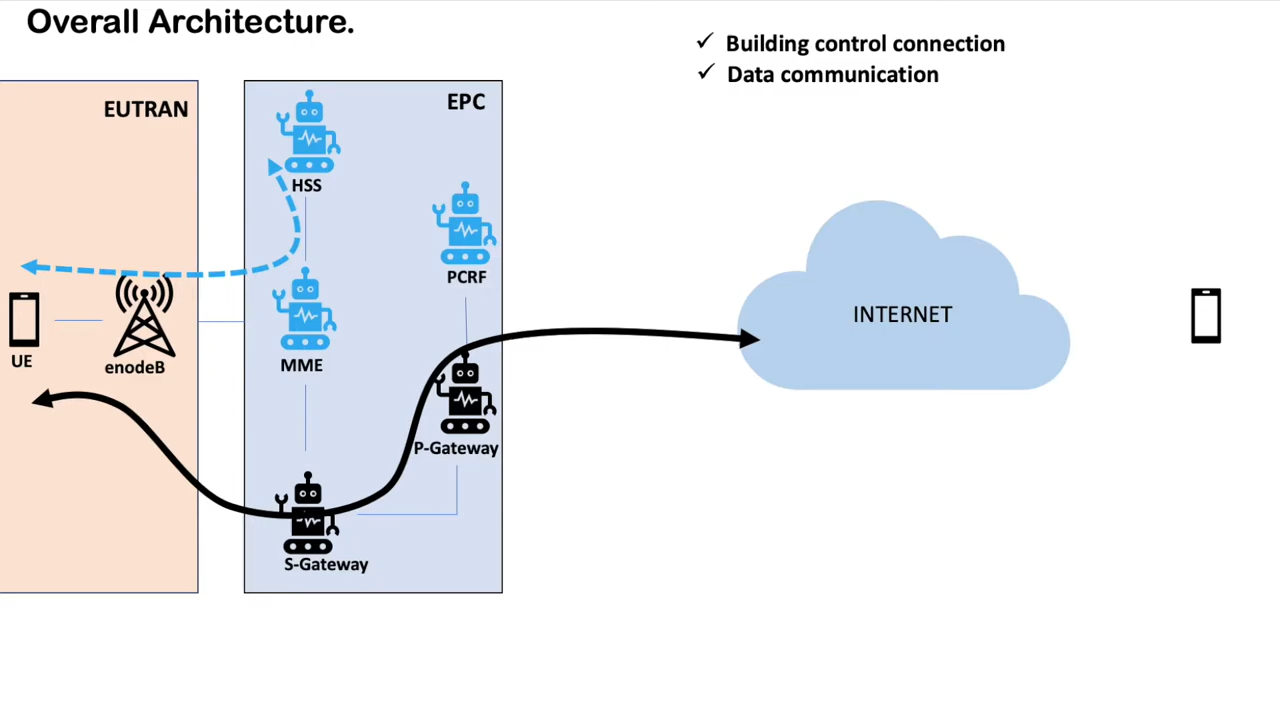 Overall Architecture.
✓ Building control connection
✓ Data communication
EUTRAN
EPC
HSS
PCRF
INTERNET
UE
enodeB
MME
P-Gateway
S-Gateway